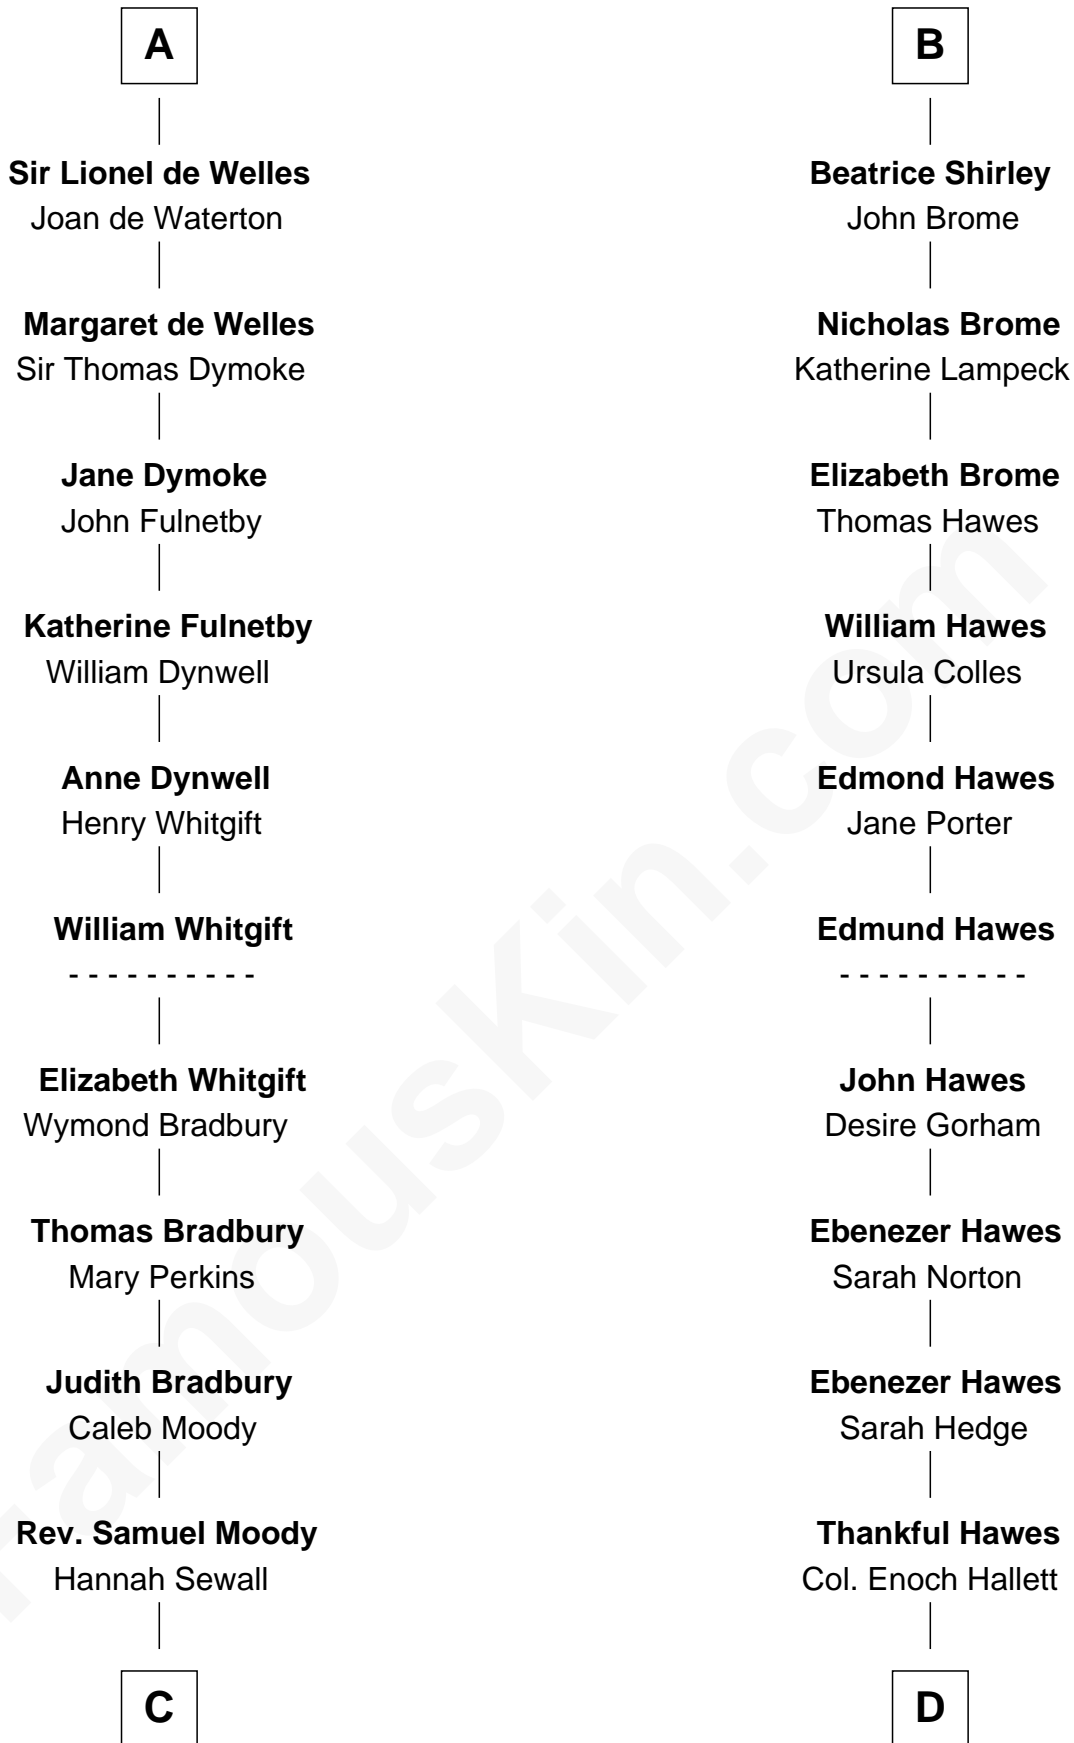 A
Sir Lionel de Welles
Joan de Waterton
Margaret de Welles
Sir Thomas Dymoke
Jane Dymoke
John Fulnetby
Katherine Fulnetby
William Dynwell
Anne Dynwell
Henry Whitgift
William Whitgift
- - - - - - - - - -
Elizabeth Whitgift
Wymond Bradbury
Thomas Bradbury
Mary Perkins
Judith Bradbury
Caleb Moody
Rev. Samuel Moody
Hannah Sewall
C
B
Beatrice Shirley
John Brome
Nicholas Brome
Katherine Lampeck
Elizabeth Brome
Thomas Hawes
William Hawes
Ursula Colles
Edmond Hawes
Jane Porter
Edmund Hawes
- - - - - - - - - -
John Hawes
Desire Gorham
Ebenezer Hawes
Sarah Norton
Ebenezer Hawes
Sarah Hedge
Thankful Hawes
Col. Enoch Hallett
D
FamousKin.com